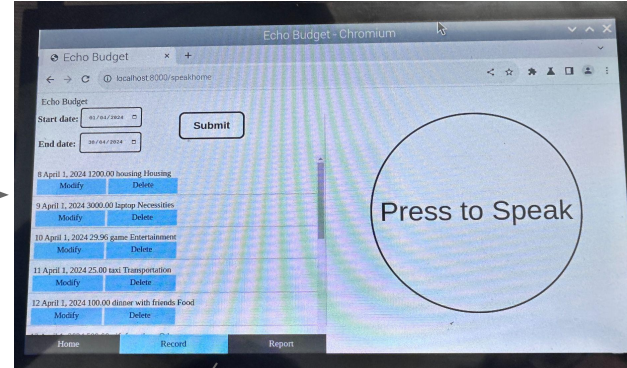 Echo Budget - Chromium
Echo Budget × +
localhost:8000/speakhome
Echo Budget
Start date: 01/04/2024
End date: 30/04/2024
Submit
8 April 1, 2024 1200.00 housing Housing
Modify Delete
9 April 1, 2024 3000.00 laptop Necessities
Modify Delete
10 April 1, 2024 29.96 game Entertainment
Modify Delete
11 April 1, 2024 25.00 taxi Transportation
Modify Delete
12 April 1, 2024 100.00 dinner with friends Food
Modify Delete
Press to Speak
Home Record Report